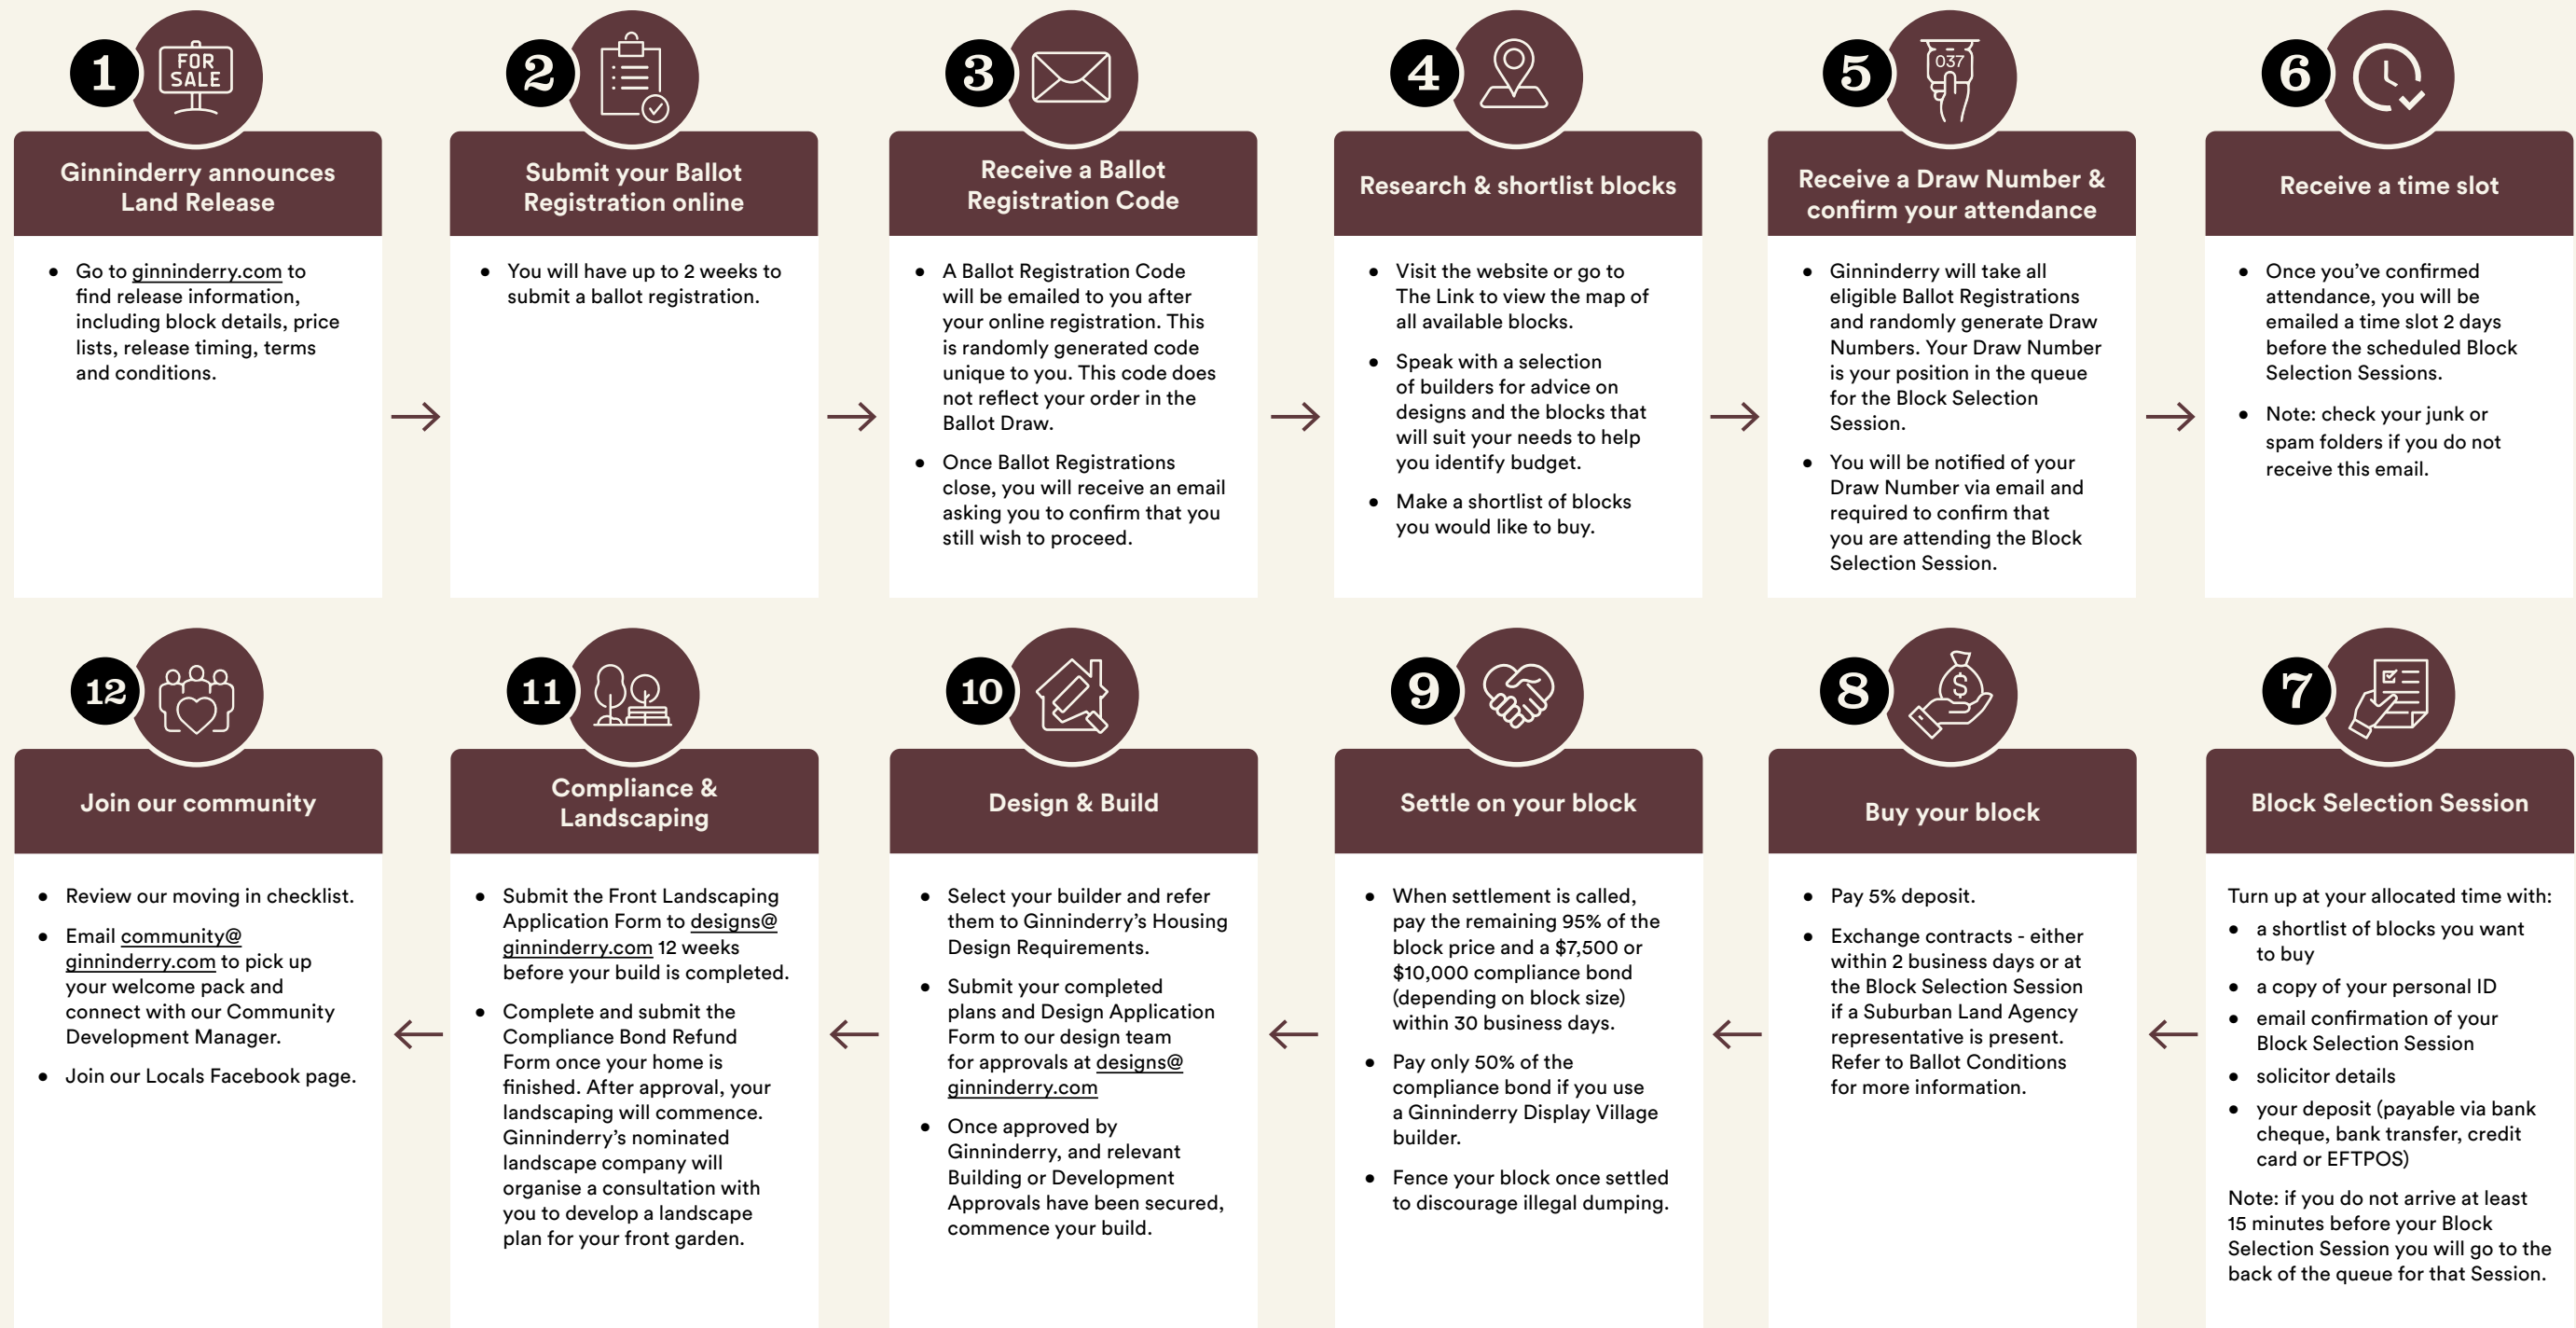 1
FOR
SALE
Ginninderry announces
Land Release
• Go to ginninderry.com to
find release information,
including block details, price
lists, release timing, terms
and conditions.
2
Submit your Ballot
Registration online
• You will have up to 2 weeks to
submit a ballot registration.
3
Receive a Ballot
Registration Code
• A Ballot Registration Code
will be emailed to you after
your online registration. This
is randomly generated code
unique to you. This code does
not reflect your order in the
Ballot Draw.
• Once Ballot Registrations
close, you will receive an email
asking you to confirm that you
still wish to proceed.
4
Research & shortlist blocks
• Visit the website or go to
The Link to view the map of
all available blocks.
• Speak with a selection
of builders for advice on
designs and the blocks that
will suit your needs to help
you identify budget.
• Make a shortlist of blocks
you would like to buy.
5
037
Receive a Draw Number &
confirm your attendance
• Ginninderry will take all
eligible Ballot Registrations
and randomly generate Draw
Numbers. Your Draw Number
is your position in the queue
for the Block Selection
Session.
• You will be notified of your
Draw Number via email and
required to confirm that
you are attending the Block
Selection Session.
6
Receive a time slot
• Once you’ve confirmed
attendance, you will be
emailed a time slot 2 days
before the scheduled Block
Selection Sessions.
• Note: check your junk or
spam folders if you do not
receive this email.
7
Block Selection Session
Turn up at your allocated time with:
• a shortlist of blocks you want
to buy
• a copy of your personal ID
• email confirmation of your
Block Selection Session
• solicitor details
• your deposit (payable via bank
cheque, bank transfer, credit
card or EFTPOS)
Note: if you do not arrive at least
15 minutes before your Block
Selection Session you will go to the
back of the queue for that Session.
8
$
Buy your block
• Pay 5% deposit.
• Exchange contracts - either
within 2 business days or at
the Block Selection Session
if a Suburban Land Agency
representative is present.
Refer to Ballot Conditions
for more information.
9
Settle on your block
• When settlement is called,
pay the remaining 95% of the
block price and a $7,500 or
$10,000 compliance bond
(depending on block size)
within 30 business days.
• Pay only 50% of the
compliance bond if you use
a Ginninderry Display Village
builder.
• Fence your block once settled
to discourage illegal dumping.
10
Design & Build
• Select your builder and refer
them to Ginninderry’s Housing
Design Requirements.
• Submit your completed
plans and Design Application
Form to our design team
for approvals at designs@
ginninderry.com
• Once approved by
Ginninderry, and relevant
Building or Development
Approvals have been secured,
commence your build.
11
Compliance &
Landscaping
• Submit the Front Landscaping
Application Form to designs@
ginninderry.com 12 weeks
before your build is completed.
• Complete and submit the
Compliance Bond Refund
Form once your home is
finished. After approval, your
landscaping will commence.
Ginninderry’s nominated
landscape company will
organise a consultation with
you to develop a landscape
plan for your front garden.
12
Join our community
• Review our moving in checklist.
• Email community@
ginninderry.com to pick up
your welcome pack and
connect with our Community
Development Manager.
• Join our Locals Facebook page.